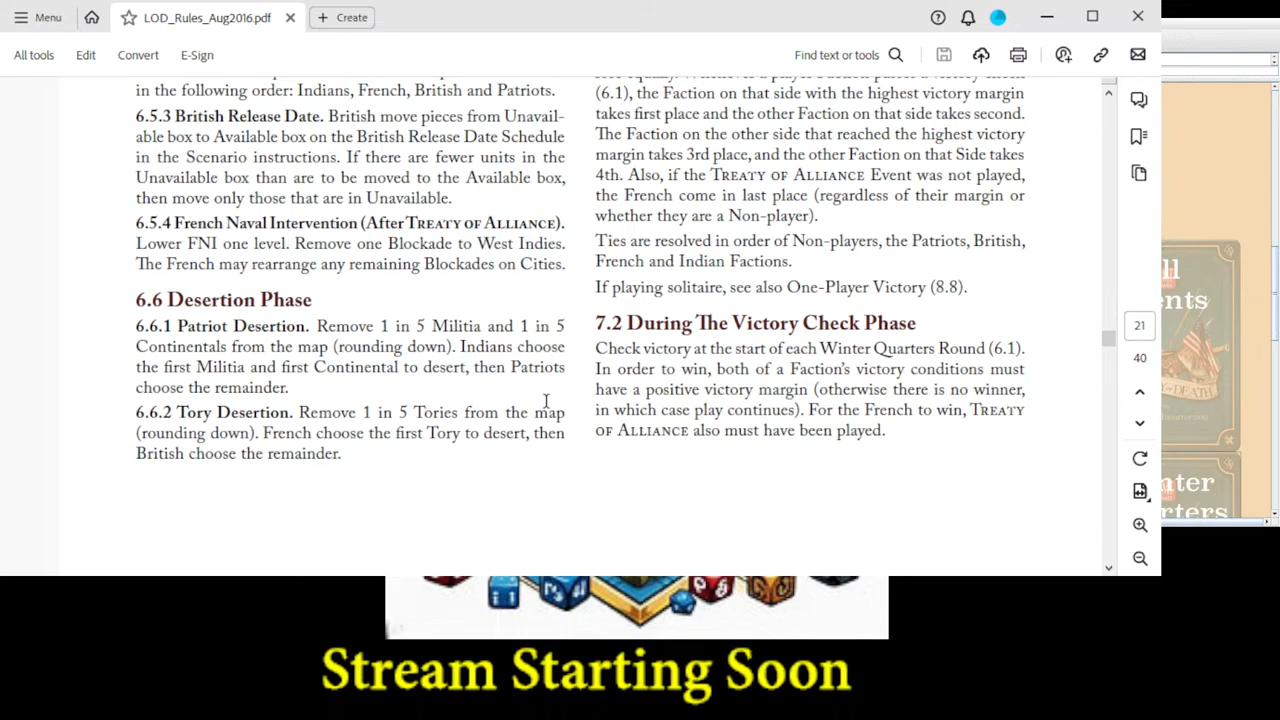 Menu
LOD_Rules_Aug2016.pdf
Create
All tools
Edit
Convert
E-Sign
Find text or tools
in the following order: Indians, French, British and Patriots.
6.5.3 British Release Date. British move pieces from Unavail-
able box to Available box on the British Release Date Schedule
in the Scenario instructions. If there are fewer units in the
Unavailable box than are to be moved to the Available box,
then move only those that are in Unavailable.
6.5.4 French Naval Intervention (After TREATY OF ALLIANCE).
Lower FNI one level. Remove one Blockade to West Indies.
The French may rearrange any remaining Blockades on Cities.
6.6 Desertion Phase
6.6.1 Patriot Desertion. Remove 1 in 5 Militia and 1 in 5
Continentals from the map (rounding down). Indians choose
the first Militia and first Continental to desert, then Patriots
choose the remainder.
6.6.2 Tory Desertion. Remove 1 in 5 Tories from the map
(rounding down). French choose the first Tory to desert, then
British choose the remainder.
(6.1), the Faction on that side with the highest victory margin
takes first place and the other Faction on that side takes second.
The Faction on the other side that reached the highest victory
margin takes 3rd place, and the other Faction on that Side takes
4th. Also, if the TREATY OF ALLIANCE Event was not played,
the French come in last place (regardless of their margin or
whether they are a Non-player).
Ties are resolved in order of Non-players, the Patriots, British,
French and Indian Factions.
If playing solitaire, see also One-Player Victory (8.8).
7.2 During The Victory Check Phase
Check victory at the start of each Winter Quarters Round (6.1).
In order to win, both of a Faction's victory conditions must
have a positive victory margin (otherwise there is no winner,
in which case play continues). For the French to win, TREATY
OF ALLIANCE also must have been played.
21
40
Stream Starting Soon